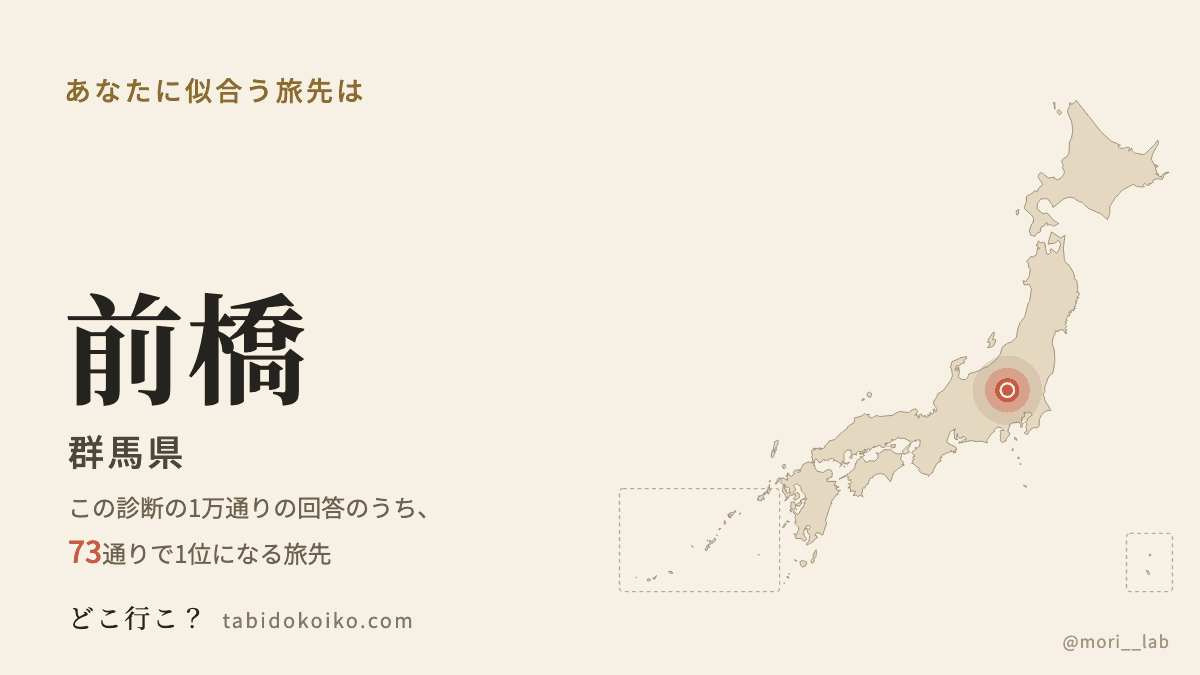 あなたに似合う旅先は
前橋
群馬県
この診断の1万通りの回答のうち、
73通りで1位になる旅先
どこ行こ？ tabidokoiko.com
@mori__lab